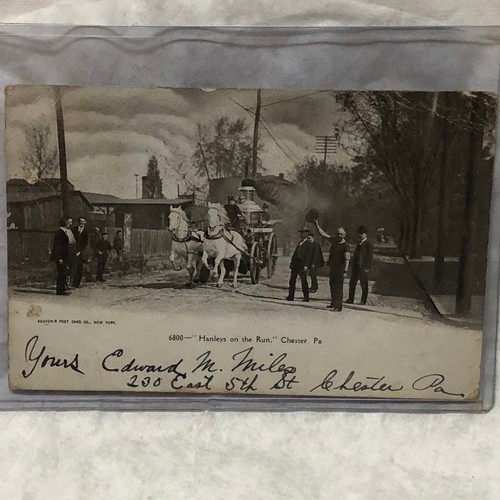 SOUVENIR POST CARD CO., NEW YORK.
6800—"Hanleys on the Run," Chester Pa
Yours Edward M. Miles
230 East 5th St Chester Pa